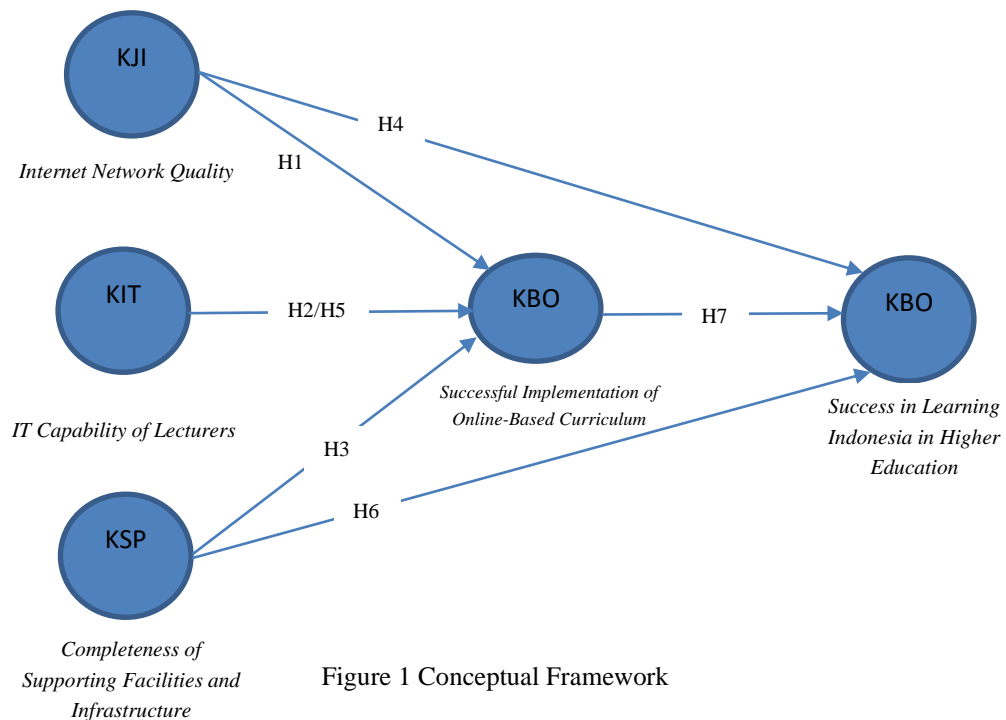 KJI
H4
H1
Internet Network Quality
KIT
H2/H5
KBO
H7
KBO
Successful Implementation of
Online-Based Curriculum
Success in Learning
Indonesia in Higher
Education
IT Capability of Lecturers
H3
H6
KSP
Completeness of
Supporting Facilities and
Infrastructure
Figure 1 Conceptual Framework